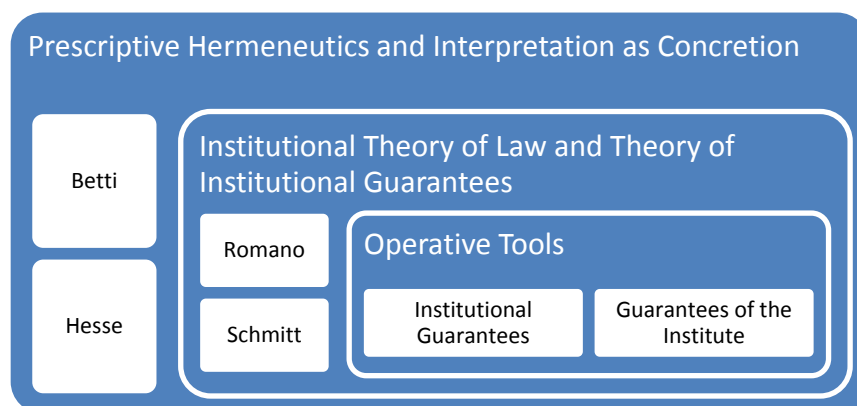 Prescriptive Hermeneutics and Interpretation as Concretion
Betti
Hesse
Institutional Theory of Law and Theory of
Institutional Guarantees
Romano
Schmitt
Operative Tools
Institutional
Guarantees
Guarantees of the
Institute